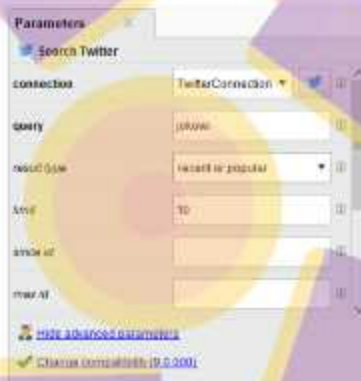 Parameters
Search Twitter
connection
TwitterConnection
query
jokowi
result type
recent or popular
limit
10
since id
max id
Hide advanced parameters
Change compatibility (9.0.000)